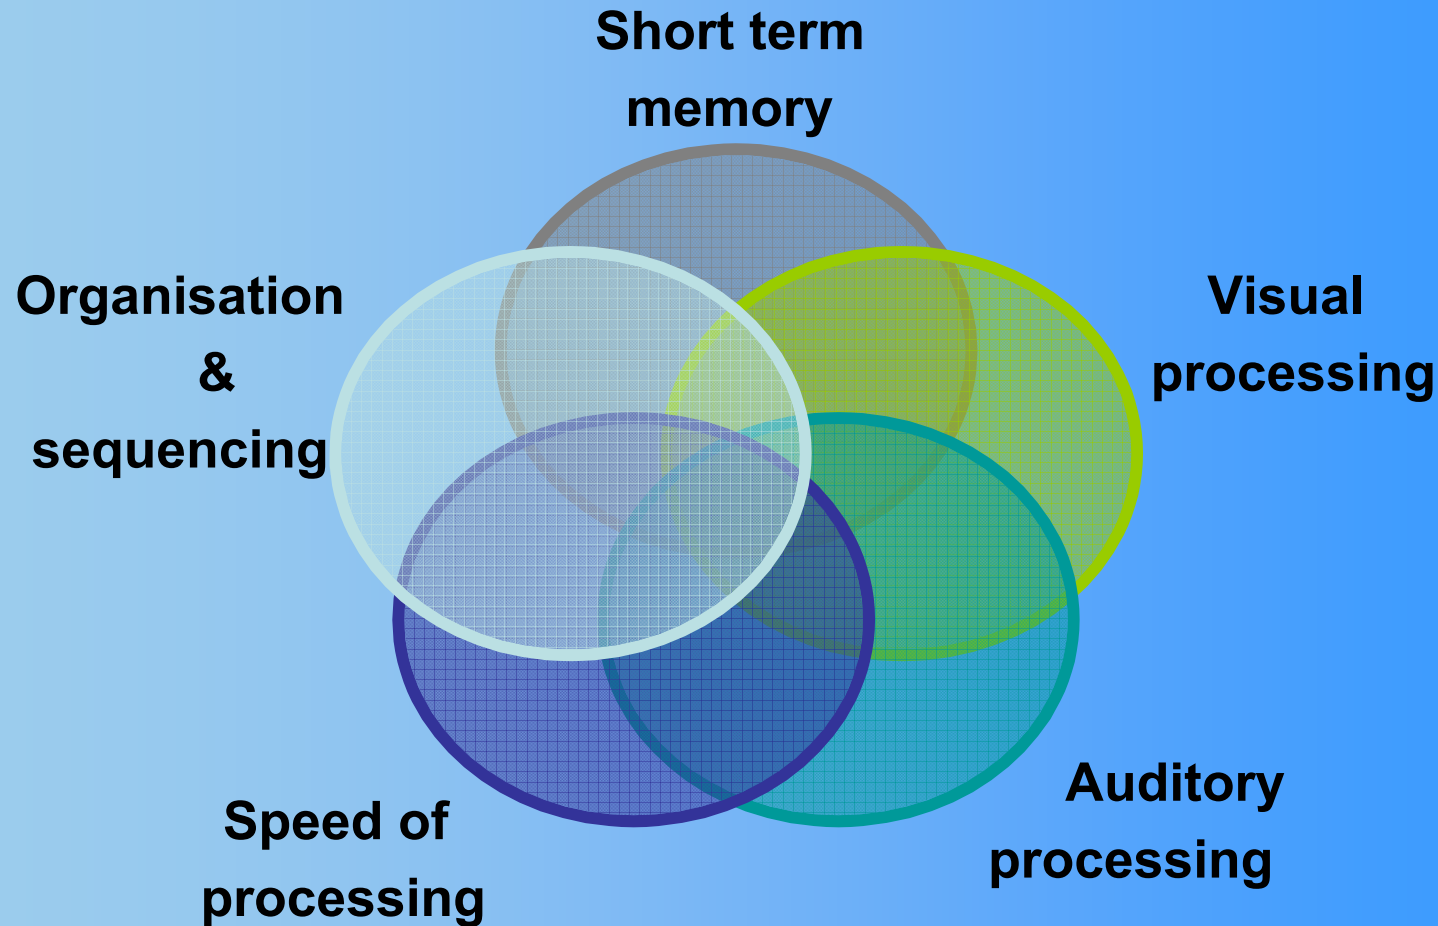 Short term
memory
Organisation
&
sequencing
Visual
processing
Auditory
processing
Speed of
processing